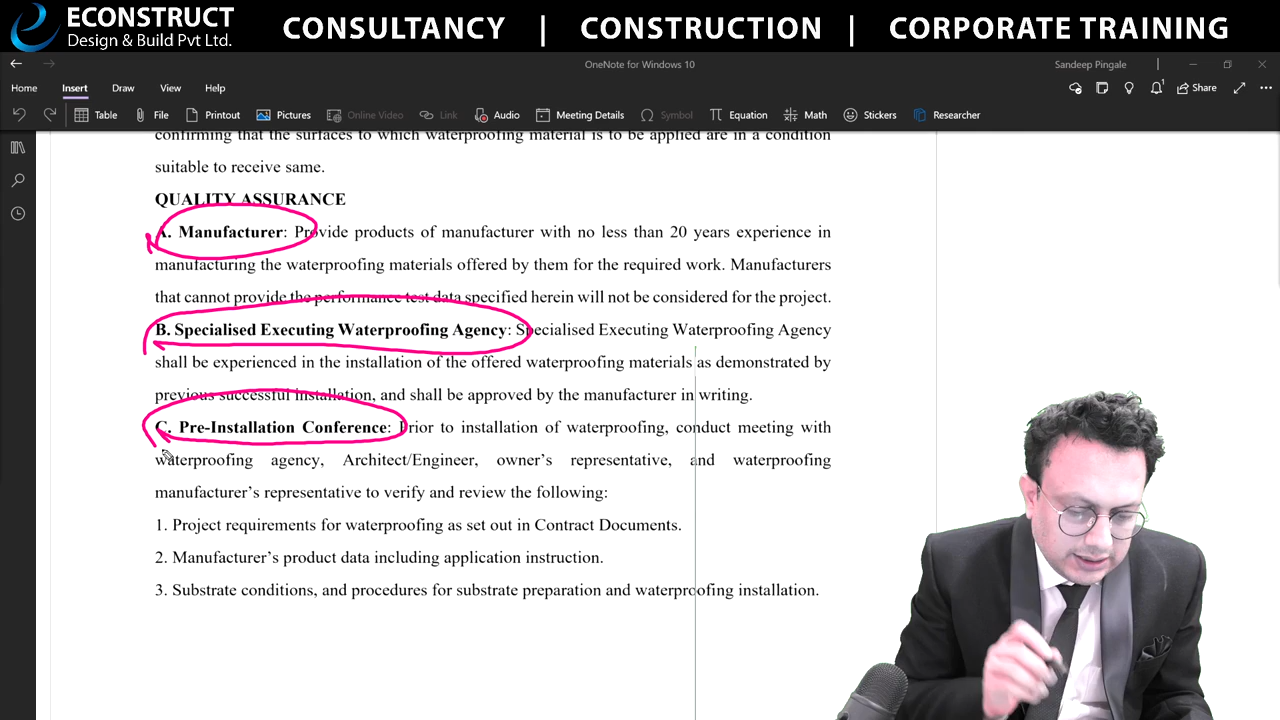 ECONSTRUCT
Design & Build Pvt Ltd.
CONSULTANCY | CONSTRUCTION | CORPORATE TRAINING
OneNote for Windows 10
Sandeep Pingale
Home Insert Draw View Help
Share
Table File Printout Pictures Online Video Link Audio Meeting Details Symbol Equation Math Stickers Researcher
confirming that the surfaces to which waterproofing material is to be applied are in a condition
suitable to receive same.
QUALITY ASSURANCE
A. Manufacturer: Provide products of manufacturer with no less than 20 years experience in
manufacturing the waterproofing materials offered by them for the required work. Manufacturers
that cannot provide the performance test data specified herein will not be considered for the project.
B. Specialised Executing Waterproofing Agency: Specialised Executing Waterproofing Agency
shall be experienced in the installation of the offered waterproofing materials as demonstrated by
previous successful installation, and shall be approved by the manufacturer in writing.
C. Pre-Installation Conference: Prior to installation of waterproofing, conduct meeting with
waterproofing agency, Architect/Engineer, owner's representative, and waterproofing
manufacturer's representative to verify and review the following:
1. Project requirements for waterproofing as set out in Contract Documents.
2. Manufacturer's product data including application instruction.
3. Substrate conditions, and procedures for substrate preparation and waterproofing installation.